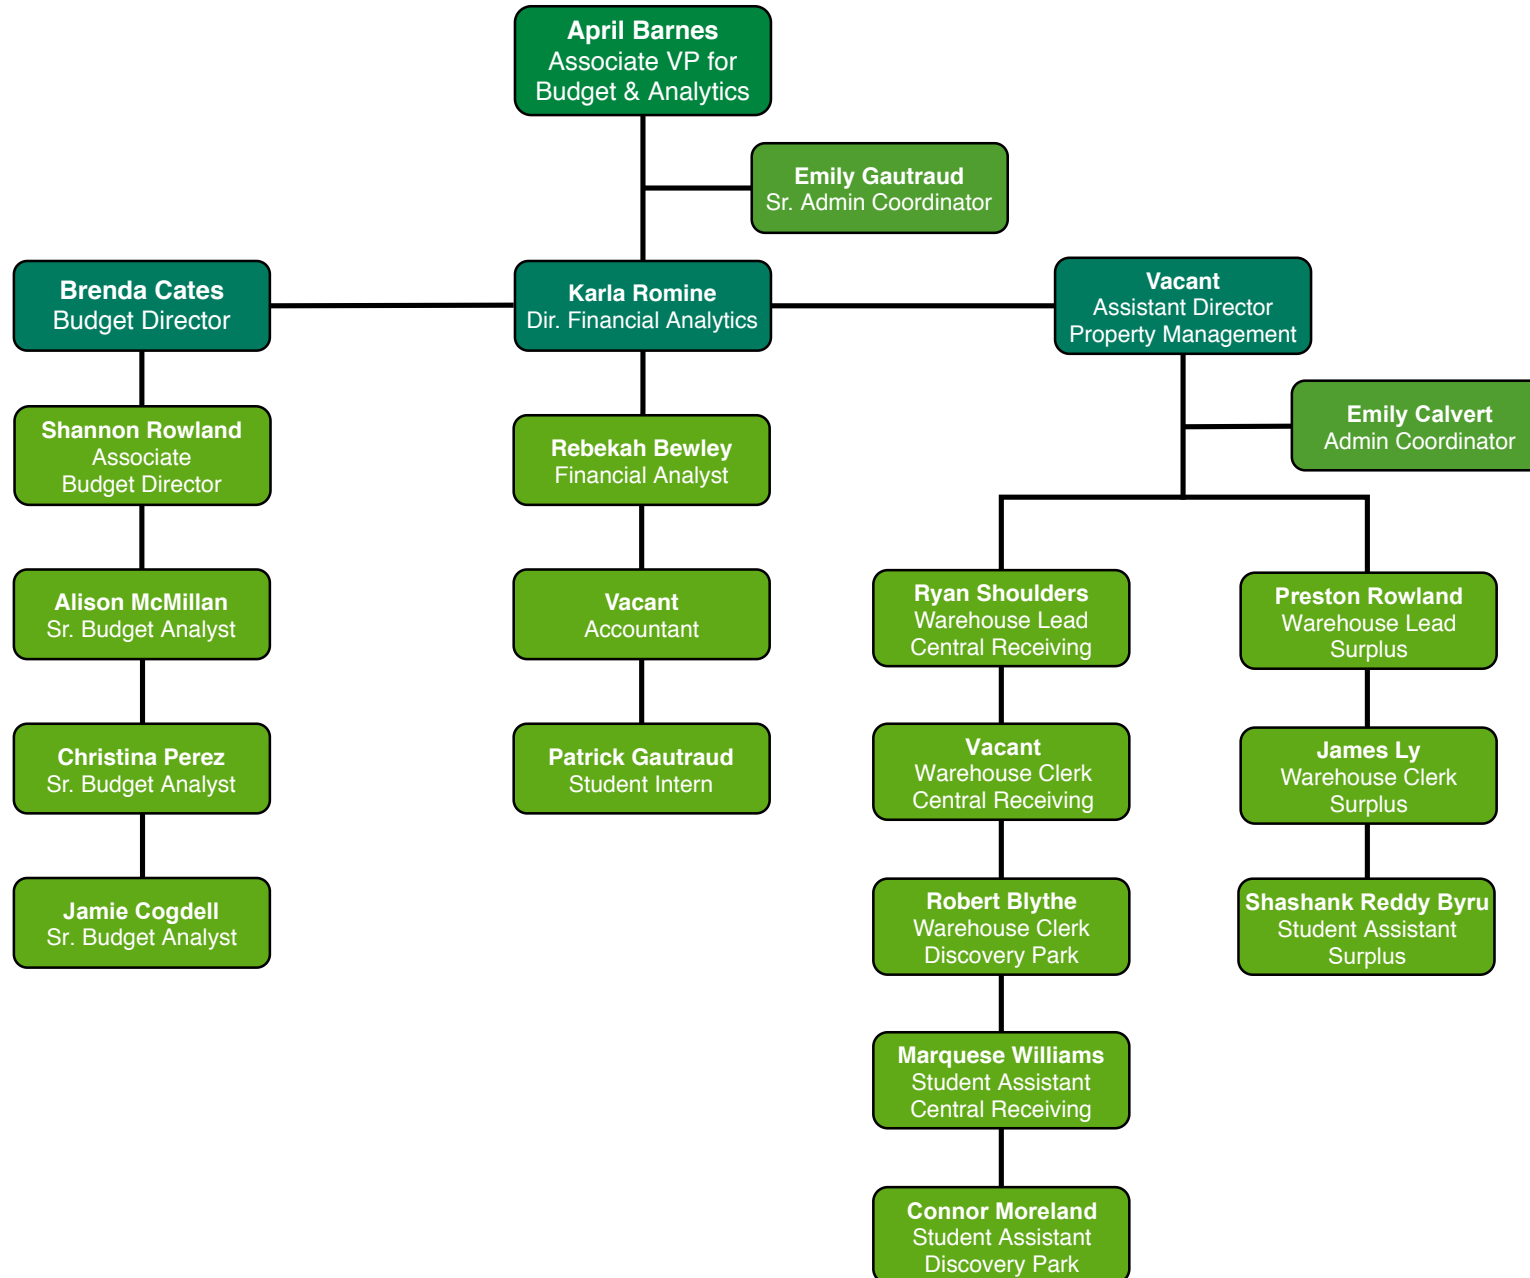 April Barnes
Associate VP for
Budget & Analytics
Emily Gautraud
Sr. Admin Coordinator
Brenda Cates
Budget Director
Karla Romine
Dir. Financial Analytics
Vacant
Assistant Director
Property Management
Emily Calvert
Admin Coordinator
Shannon Rowland
Associate
Budget Director
Rebekah Bewley
Financial Analyst
Alison McMillan
Sr. Budget Analyst
Vacant
Accountant
Ryan Shoulders
Warehouse Lead
Central Receiving
Preston Rowland
Warehouse Lead
Surplus
Christina Perez
Sr. Budget Analyst
Patrick Gautraud
Student Intern
Vacant
Warehouse Clerk
Central Receiving
James Ly
Warehouse Clerk
Surplus
Jamie Cogdell
Sr. Budget Analyst
Robert Blythe
Warehouse Clerk
Discovery Park
Shashank Reddy Byru
Student Assistant
Surplus
Marquese Williams
Student Assistant
Central Receiving
Connor Moreland
Student Assistant
Discovery Park